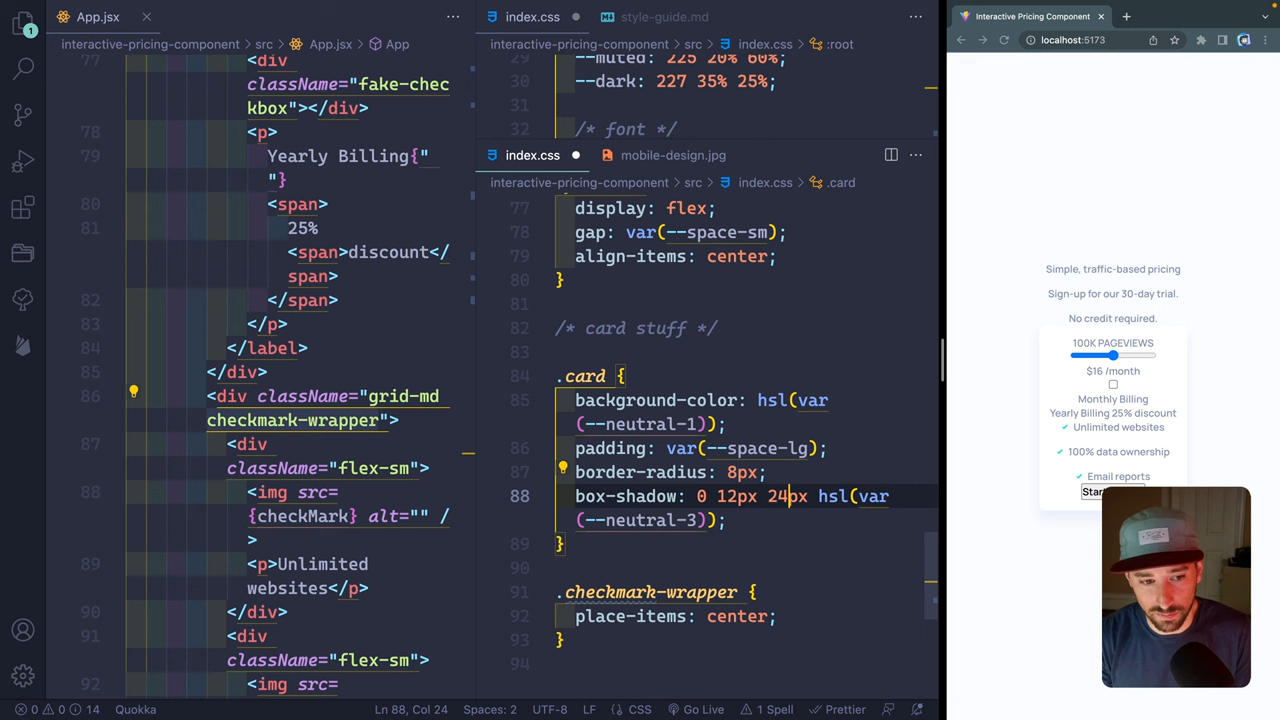 1
App.jsx
interactive-pricing-component > src > App.jsx > App
77 <div
className="fake-chec
kbox"></div>
78 <p>
79 Yearly Billing{"
"}
80 <span>
81 25%
<span>discount</
span>
82 </span>
83 </p>
84 </label>
85 </div>
86 <div className="grid-md
checkmark-wrapper">
87 <div
className="flex-sm">
88 <img src=
{checkMark} alt="" /
>
89 <p>Unlimited
websites</p>
90 </div>
91 <div
className="flex-sm">
92 <img src=
index.css
style-guide.md
interactive-pricing-component > src > index.css > :root
29 --muted: 225 20% 60%;
30 --dark: 227 35% 25%;
31
32 /* font */
index.css
mobile-design.jpg
interactive-pricing-component > src > index.css > .card
77 display: flex;
78 gap: var(--space-sm);
79 align-items: center;
80 }
81
82 /* card stuff */
83
84 .card {
85 background-color: hsl(var
(--neutral-1));
86 padding: var(--space-lg);
87 border-radius: 8px;
88 box-shadow: 0 12px 24px hsl(var
(--neutral-3));
89 }
90
91 .checkmark-wrapper {
92 place-items: center;
93 }
94
0 0 14
Quokka
Ln 88, Col 24
Spaces: 2
UTF-8
LF
CSS
Go Live
1 Spell
Prettier
Interactive Pricing Component
localhost:5173
Simple, traffic-based pricing
Sign-up for our 30-day trial.
No credit required.
100K PAGEVIEWS
$16 /month
Monthly Billing
Yearly Billing 25% discount
Unlimited websites
100% data ownership
Email reports